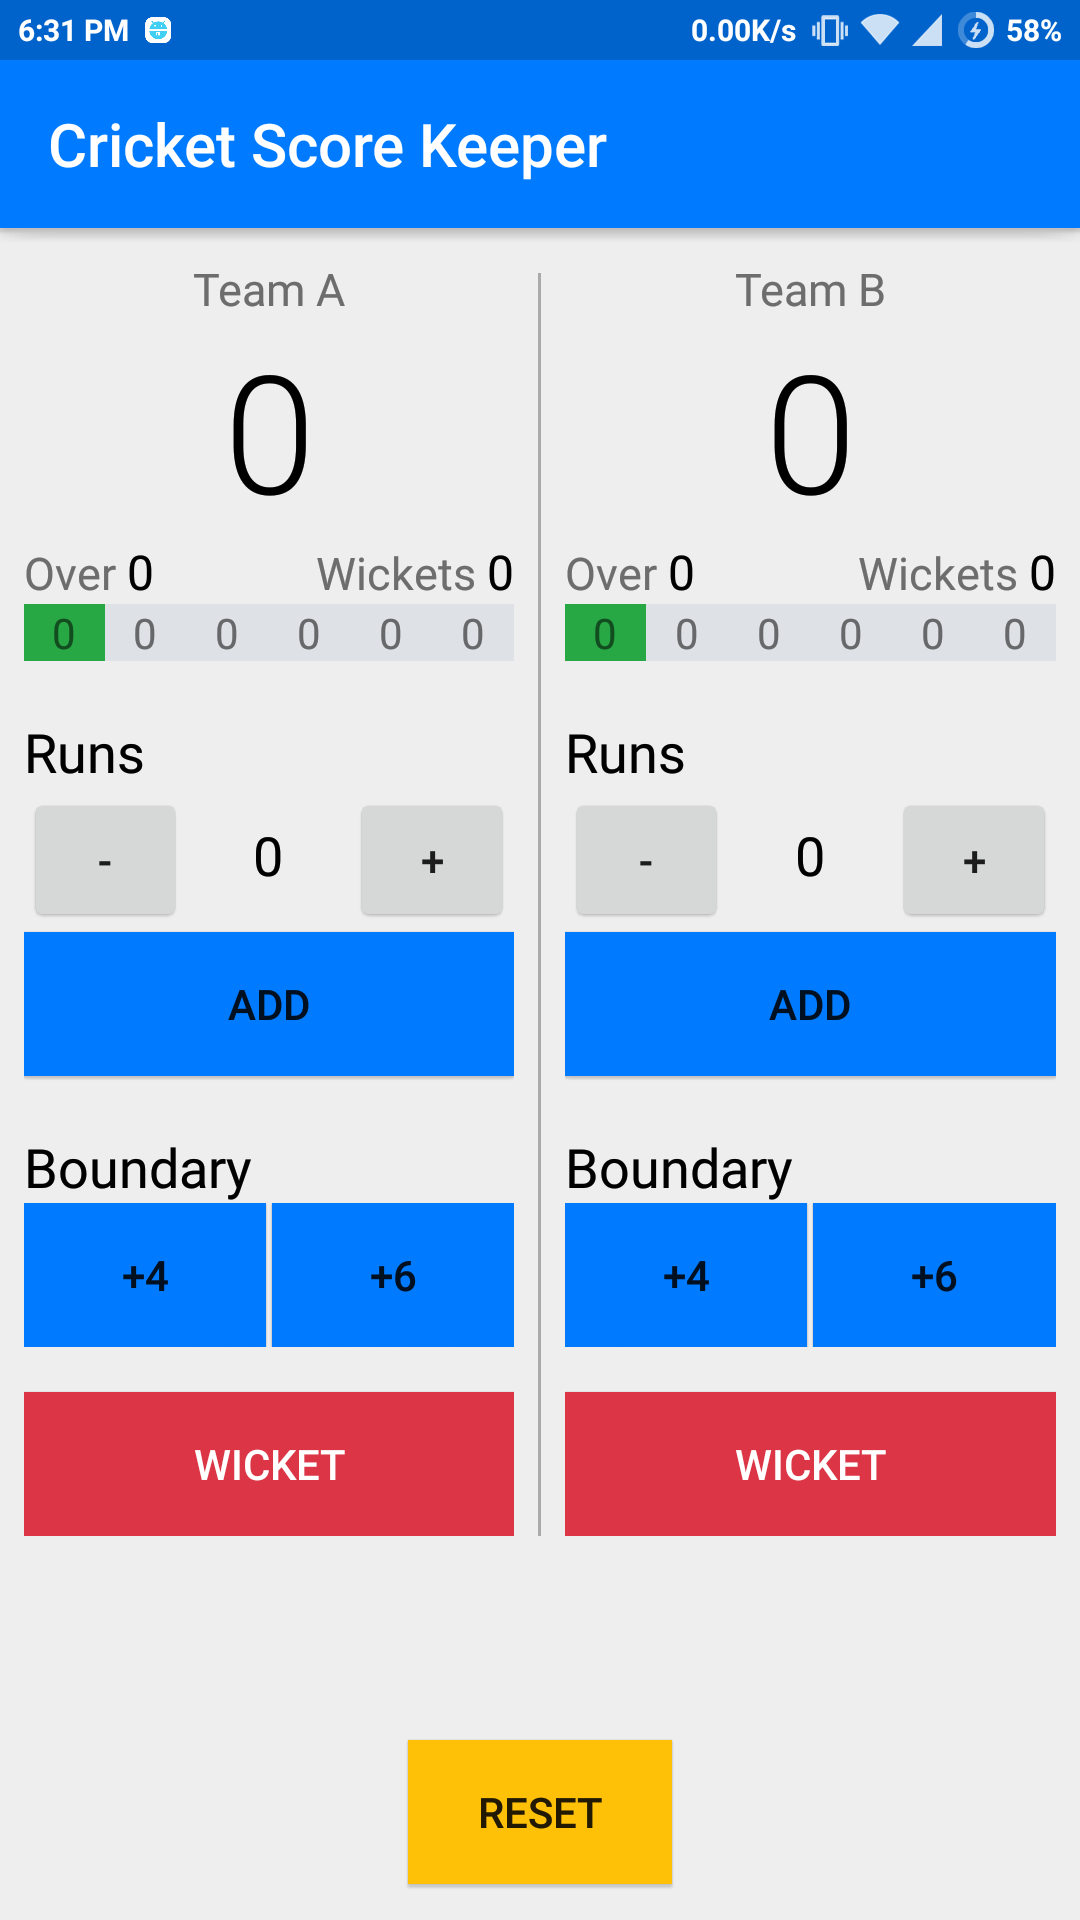 6:31 PM 0.00K/s 58%
Cricket Score Keeper
Team A Team B
0 0
Over 0 Wickets 0 Over 0 Wickets 0
0 0 0 0 0 0 0 0 0 0 0 0
Runs Runs
- 0 + - 0 +
ADD ADD
Boundary Boundary
+4 +6 +4 +6
WICKET WICKET
RESET